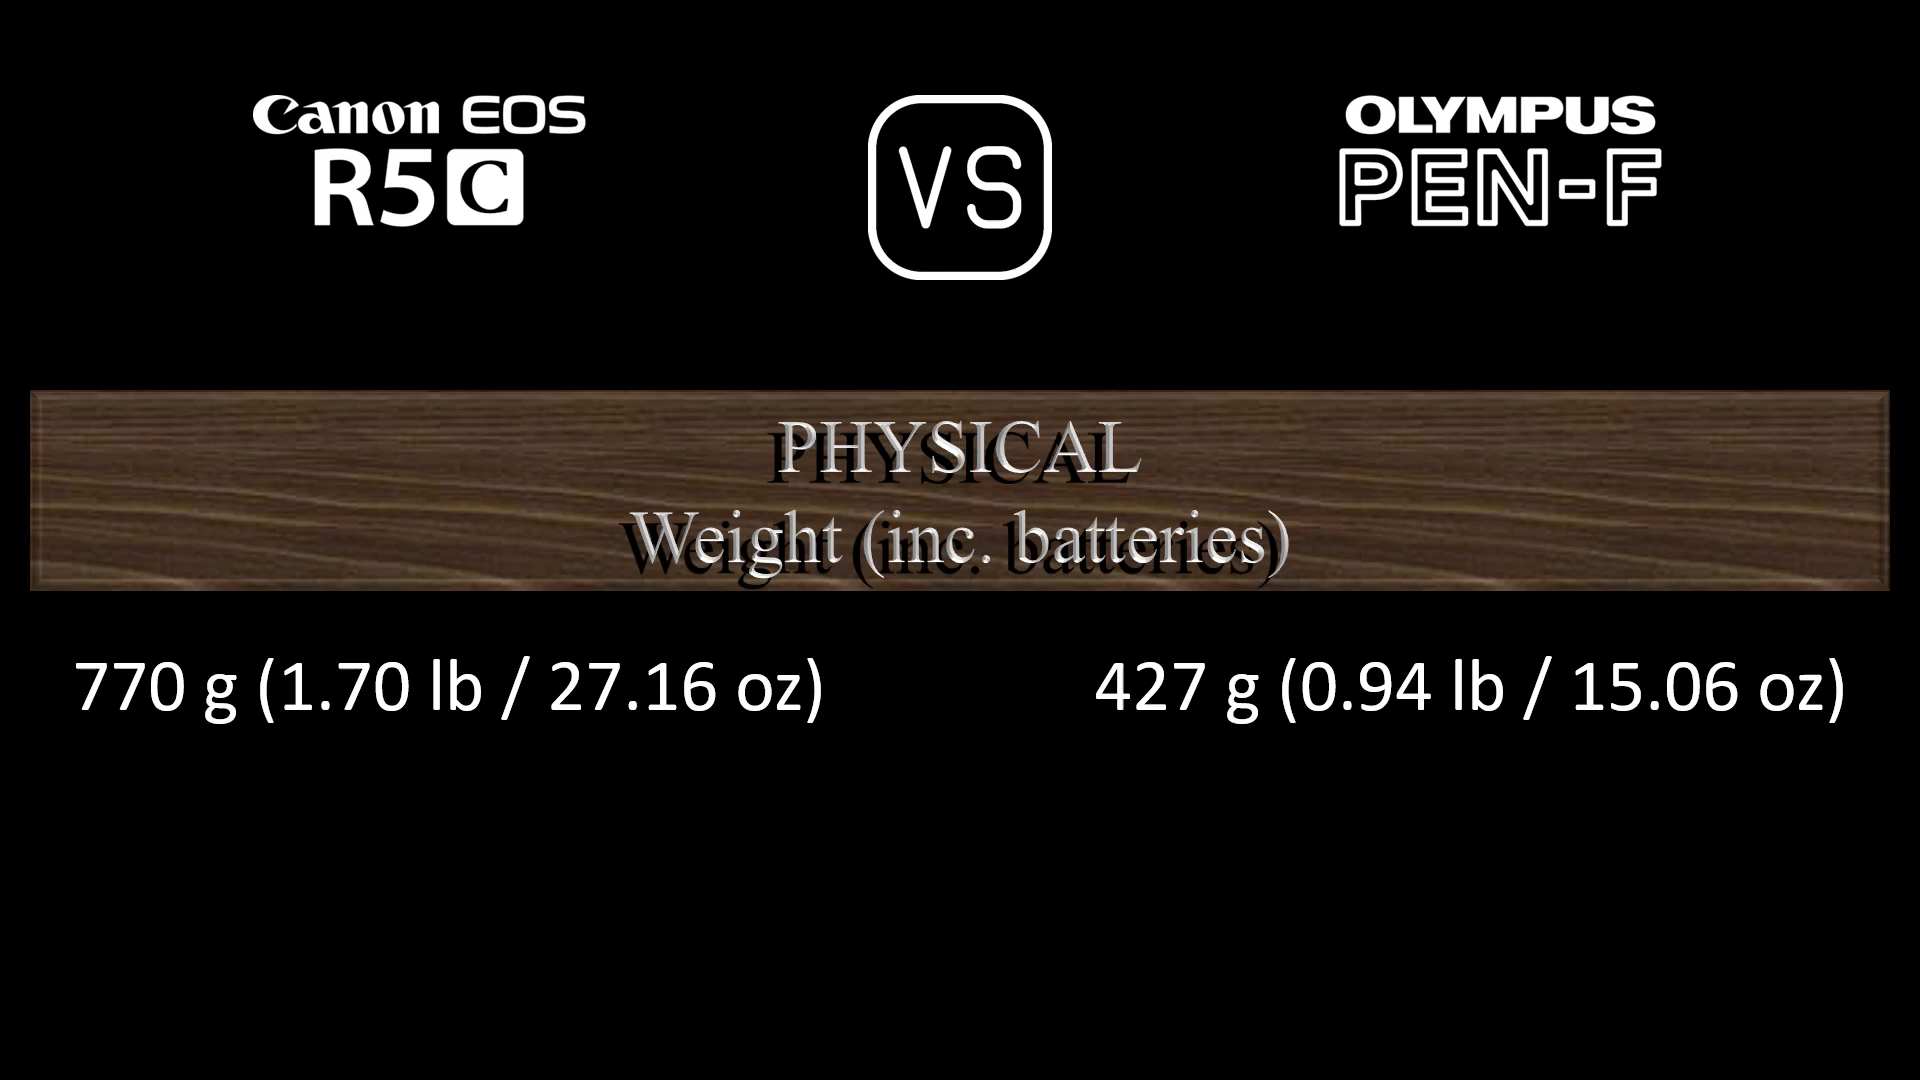 Canon EOS
R5 C
VS
OLYMPUS
PEN-F
PHYSICAL
Weight (inc. batteries)
770 g (1.70 lb / 27.16 oz)
427 g (0.94 lb / 15.06 oz)